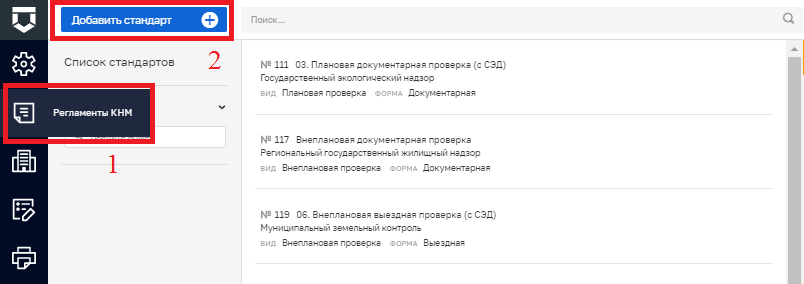 Добавить стандарт
Поиск...
Список стандартов
2
Регламенты КНМ
1
№ 111 03. Плановая документарная проверка (с СЭД)
Государственный экологический надзор
ВИД Плановая проверка ФОРМА Документарная
№ 117 Внеплановая документарная проверка
Региональный государственный жилищный надзор
ВИД Внеплановая проверка ФОРМА Документарная
№ 119 06. Внеплановая выездная проверка (с СЭД)
Муниципальный земельный контроль
ВИД Внеплановая проверка ФОРМА Выездная